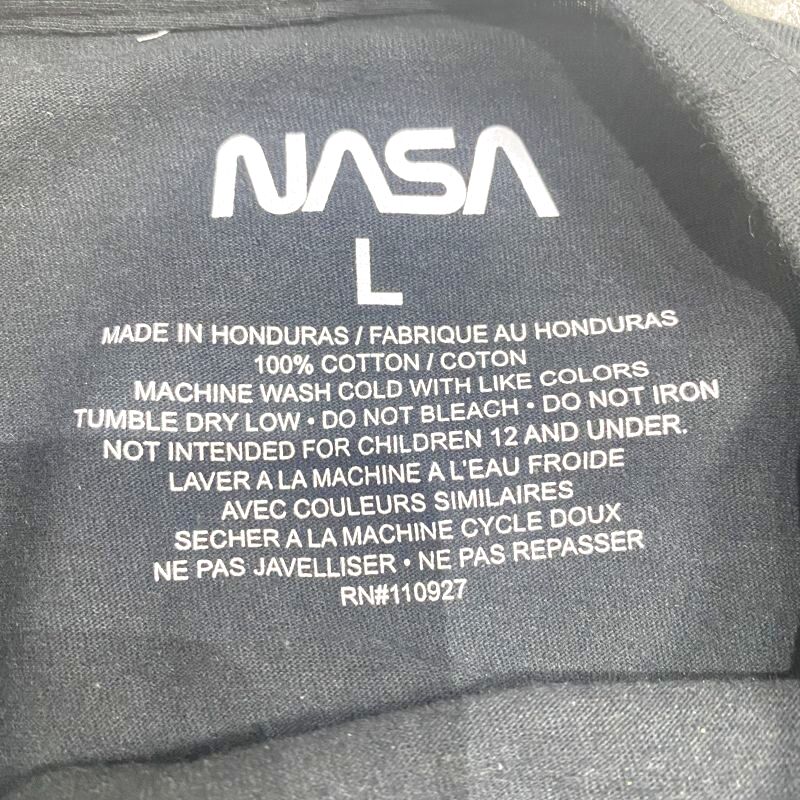 NASA
L
MADE IN HONDURAS / FABRIQUE AU HONDURAS
100% COTTON / COTON
MACHINE WASH COLD WITH LIKE COLORS
TUMBLE DRY LOW • DO NOT BLEACH • DO NOT IRON
NOT INTENDED FOR CHILDREN 12 AND UNDER.
LAVER A LA MACHINE A L'EAU FROIDE
AVEC COULEURS SIMILAIRES
SECHER A LA MACHINE CYCLE DOUX
NE PAS JAVELLISER • NE PAS REPASSER
RN#110927